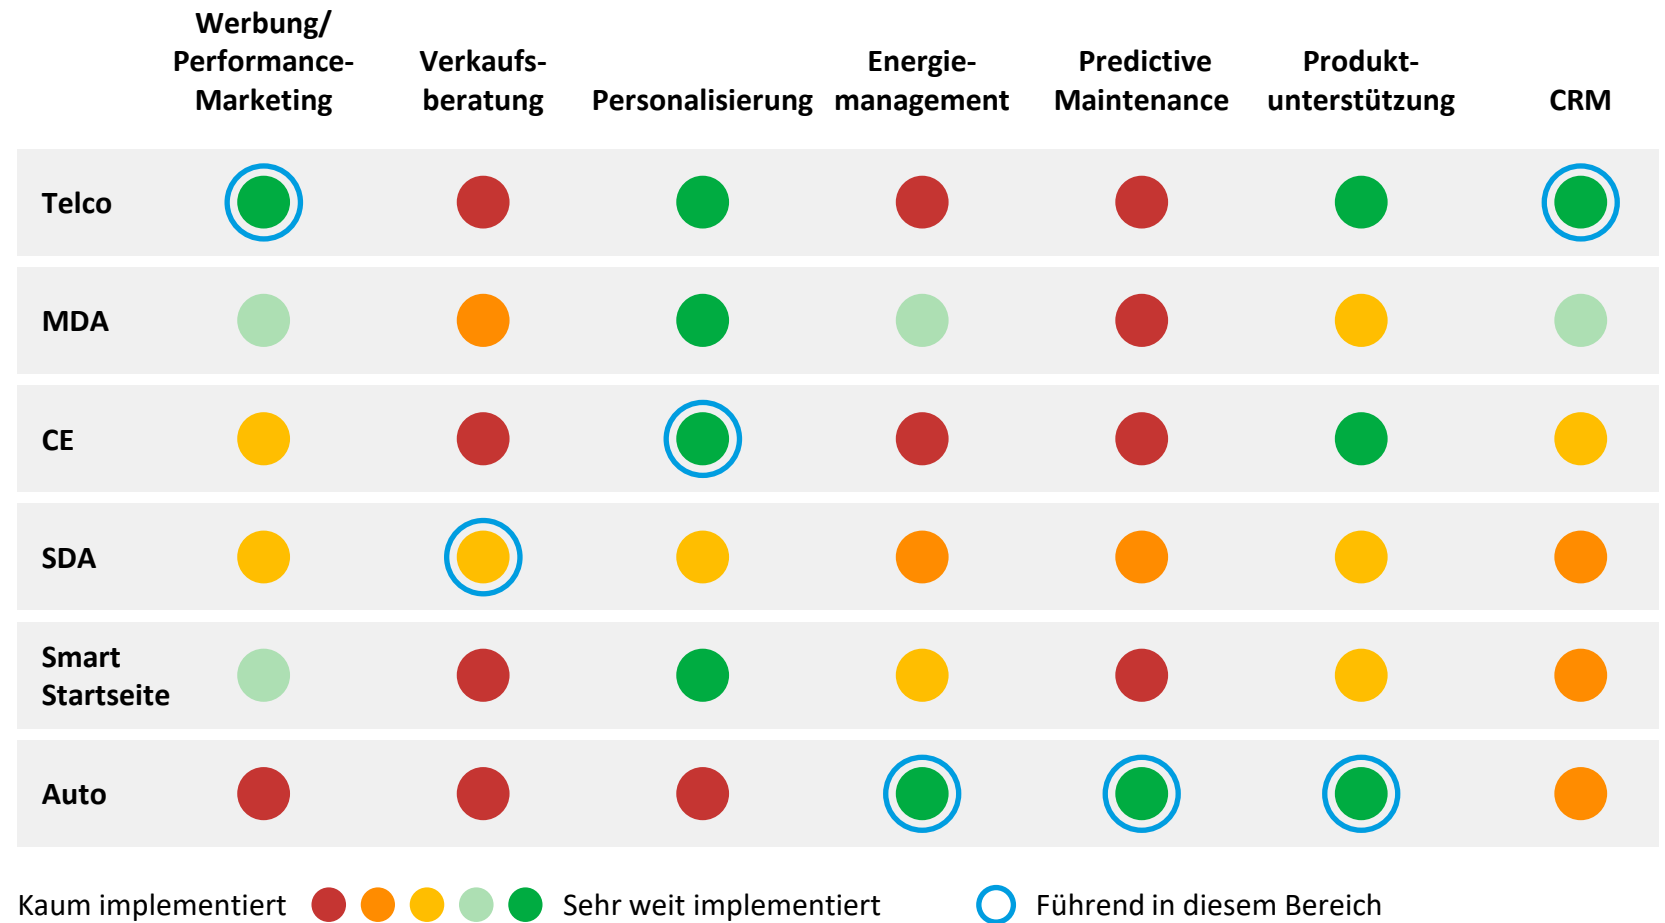 Werbung/
Performance-
Marketing
Verkaufs-
beratung
Personalisierung
Energie-
management
Predictive
Maintenance
Produkt-
unterstützung
CRM
Telco
MDA
CE
SDA
Smart
Startseite
Auto
Kaum implementiert
Sehr weit implementiert
Führend in diesem Bereich